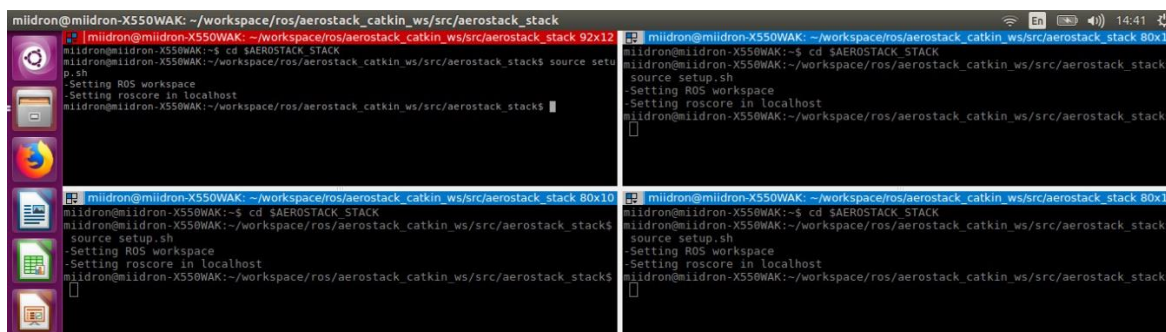 miidron@miidron-X550WAK: ~/workspace/ros/aerostack_catkin_ws/src/aerostack_stack
En
14:41
miidron@miidron-X550WAK: ~/workspace/ros/aerostack_catkin_ws/src/aerostack_stack 92x12
miidron@miidron-X550WAK:~$ cd $AEROSTACK_STACK
miidron@miidron-X550WAK:~/workspace/ros/aerostack_catkin_ws/src/aerostack_stack$ source setu
p.sh
-Setting ROS workspace
-Setting roscore in localhost
miidron@miidron-X550WAK:~/workspace/ros/aerostack_catkin_ws/src/aerostack_stack$
miidron@miidron-X550WAK: ~/workspace/ros/aerostack_catkin_ws/src/aerostack_stack 80x1
miidron@miidron-X550WAK:~$ cd $AEROSTACK_STACK
miidron@miidron-X550WAK:~/workspace/ros/aerostack_catkin_ws/src/aerostack_stack
source setup.sh
-Setting ROS workspace
-Setting roscore in localhost
miidron@miidron-X550WAK:~/workspace/ros/aerostack_catkin_ws/src/aerostack_stack
miidron@miidron-X550WAK: ~/workspace/ros/aerostack_catkin_ws/src/aerostack_stack 80x10
miidron@miidron-X550WAK:~$ cd $AEROSTACK_STACK
miidron@miidron-X550WAK:~/workspace/ros/aerostack_catkin_ws/src/aerostack_stack$
source setup.sh
-Setting ROS workspace
-Setting roscore in localhost
miidron@miidron-X550WAK:~/workspace/ros/aerostack_catkin_ws/src/aerostack_stack$
miidron@miidron-X550WAK: ~/workspace/ros/aerostack_catkin_ws/src/aerostack_stack 80x1
miidron@miidron-X550WAK:~$ cd $AEROSTACK_STACK
miidron@miidron-X550WAK:~/workspace/ros/aerostack_catkin_ws/src/aerostack_stack
source setup.sh
-Setting ROS workspace
-Setting roscore in localhost
miidron@miidron-X550WAK:~/workspace/ros/aerostack_catkin_ws/src/aerostack_stack